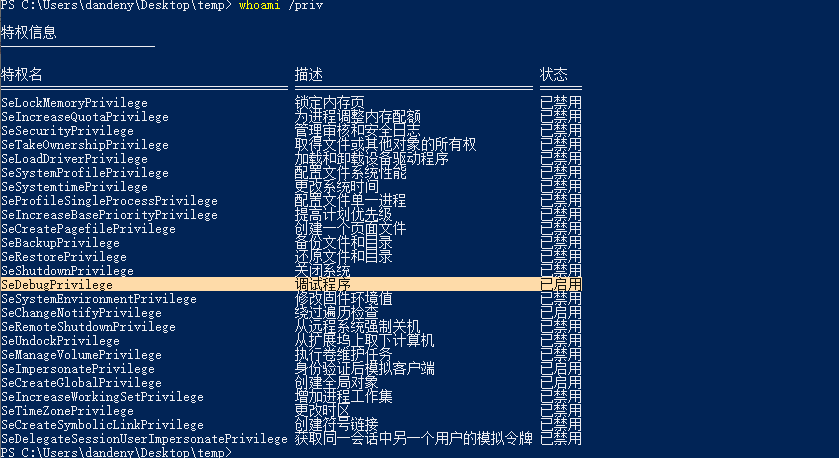 PS C:\Users\dandeny\Desktop\temp> whoami /priv
特权信息
特权名 描述 状态
SeLockMemoryPrivilege 锁定内存页 已禁用
SeIncreaseQuotaPrivilege 为进程调整内存配额 已禁用
SeSecurityPrivilege 管理审核和安全日志 已禁用
SeTakeOwnershipPrivilege 取得文件或其他对象的所有权 已禁用
SeLoadDriverPrivilege 加载和卸载设备驱动程序 已禁用
SeSystemProfilePrivilege 配置文件系统性能 已禁用
SeSystemtimePrivilege 更改系统时间 已禁用
SeProfileSingleProcessPrivilege 配置文件单一进程 已禁用
SeIncreaseBasePriorityPrivilege 提高计划优先级 已禁用
SeCreatePagefilePrivilege 创建一个页面文件 已禁用
SeBackupPrivilege 备份文件和目录 已禁用
SeRestorePrivilege 还原文件和目录 已禁用
SeShutdownPrivilege 关闭系统 已禁用
SeDebugPrivilege 调试程序 已启用
SeSystemEnvironmentPrivilege 修改固件环境值 已禁用
SeChangeNotifyPrivilege 绕过遍历检查 已启用
SeRemoteShutdownPrivilege 从远程系统强制关机 已禁用
SeUndockPrivilege 从扩展坞上取下计算机 已禁用
SeManageVolumePrivilege 执行卷维护任务 已禁用
SeImpersonatePrivilege 身份验证后模拟客户端 已启用
SeCreateGlobalPrivilege 创建全局对象 已启用
SeIncreaseWorkingSetPrivilege 增加进程工作集 已禁用
SeTimeZonePrivilege 更改时区 已禁用
SeCreateSymbolicLinkPrivilege 创建符号链接 已禁用
SeDelegateSessionUserImpersonatePrivilege 获取同一会话中另一个用户的模拟令牌 已禁用
PS C:\Users\dandeny\Desktop\temp>